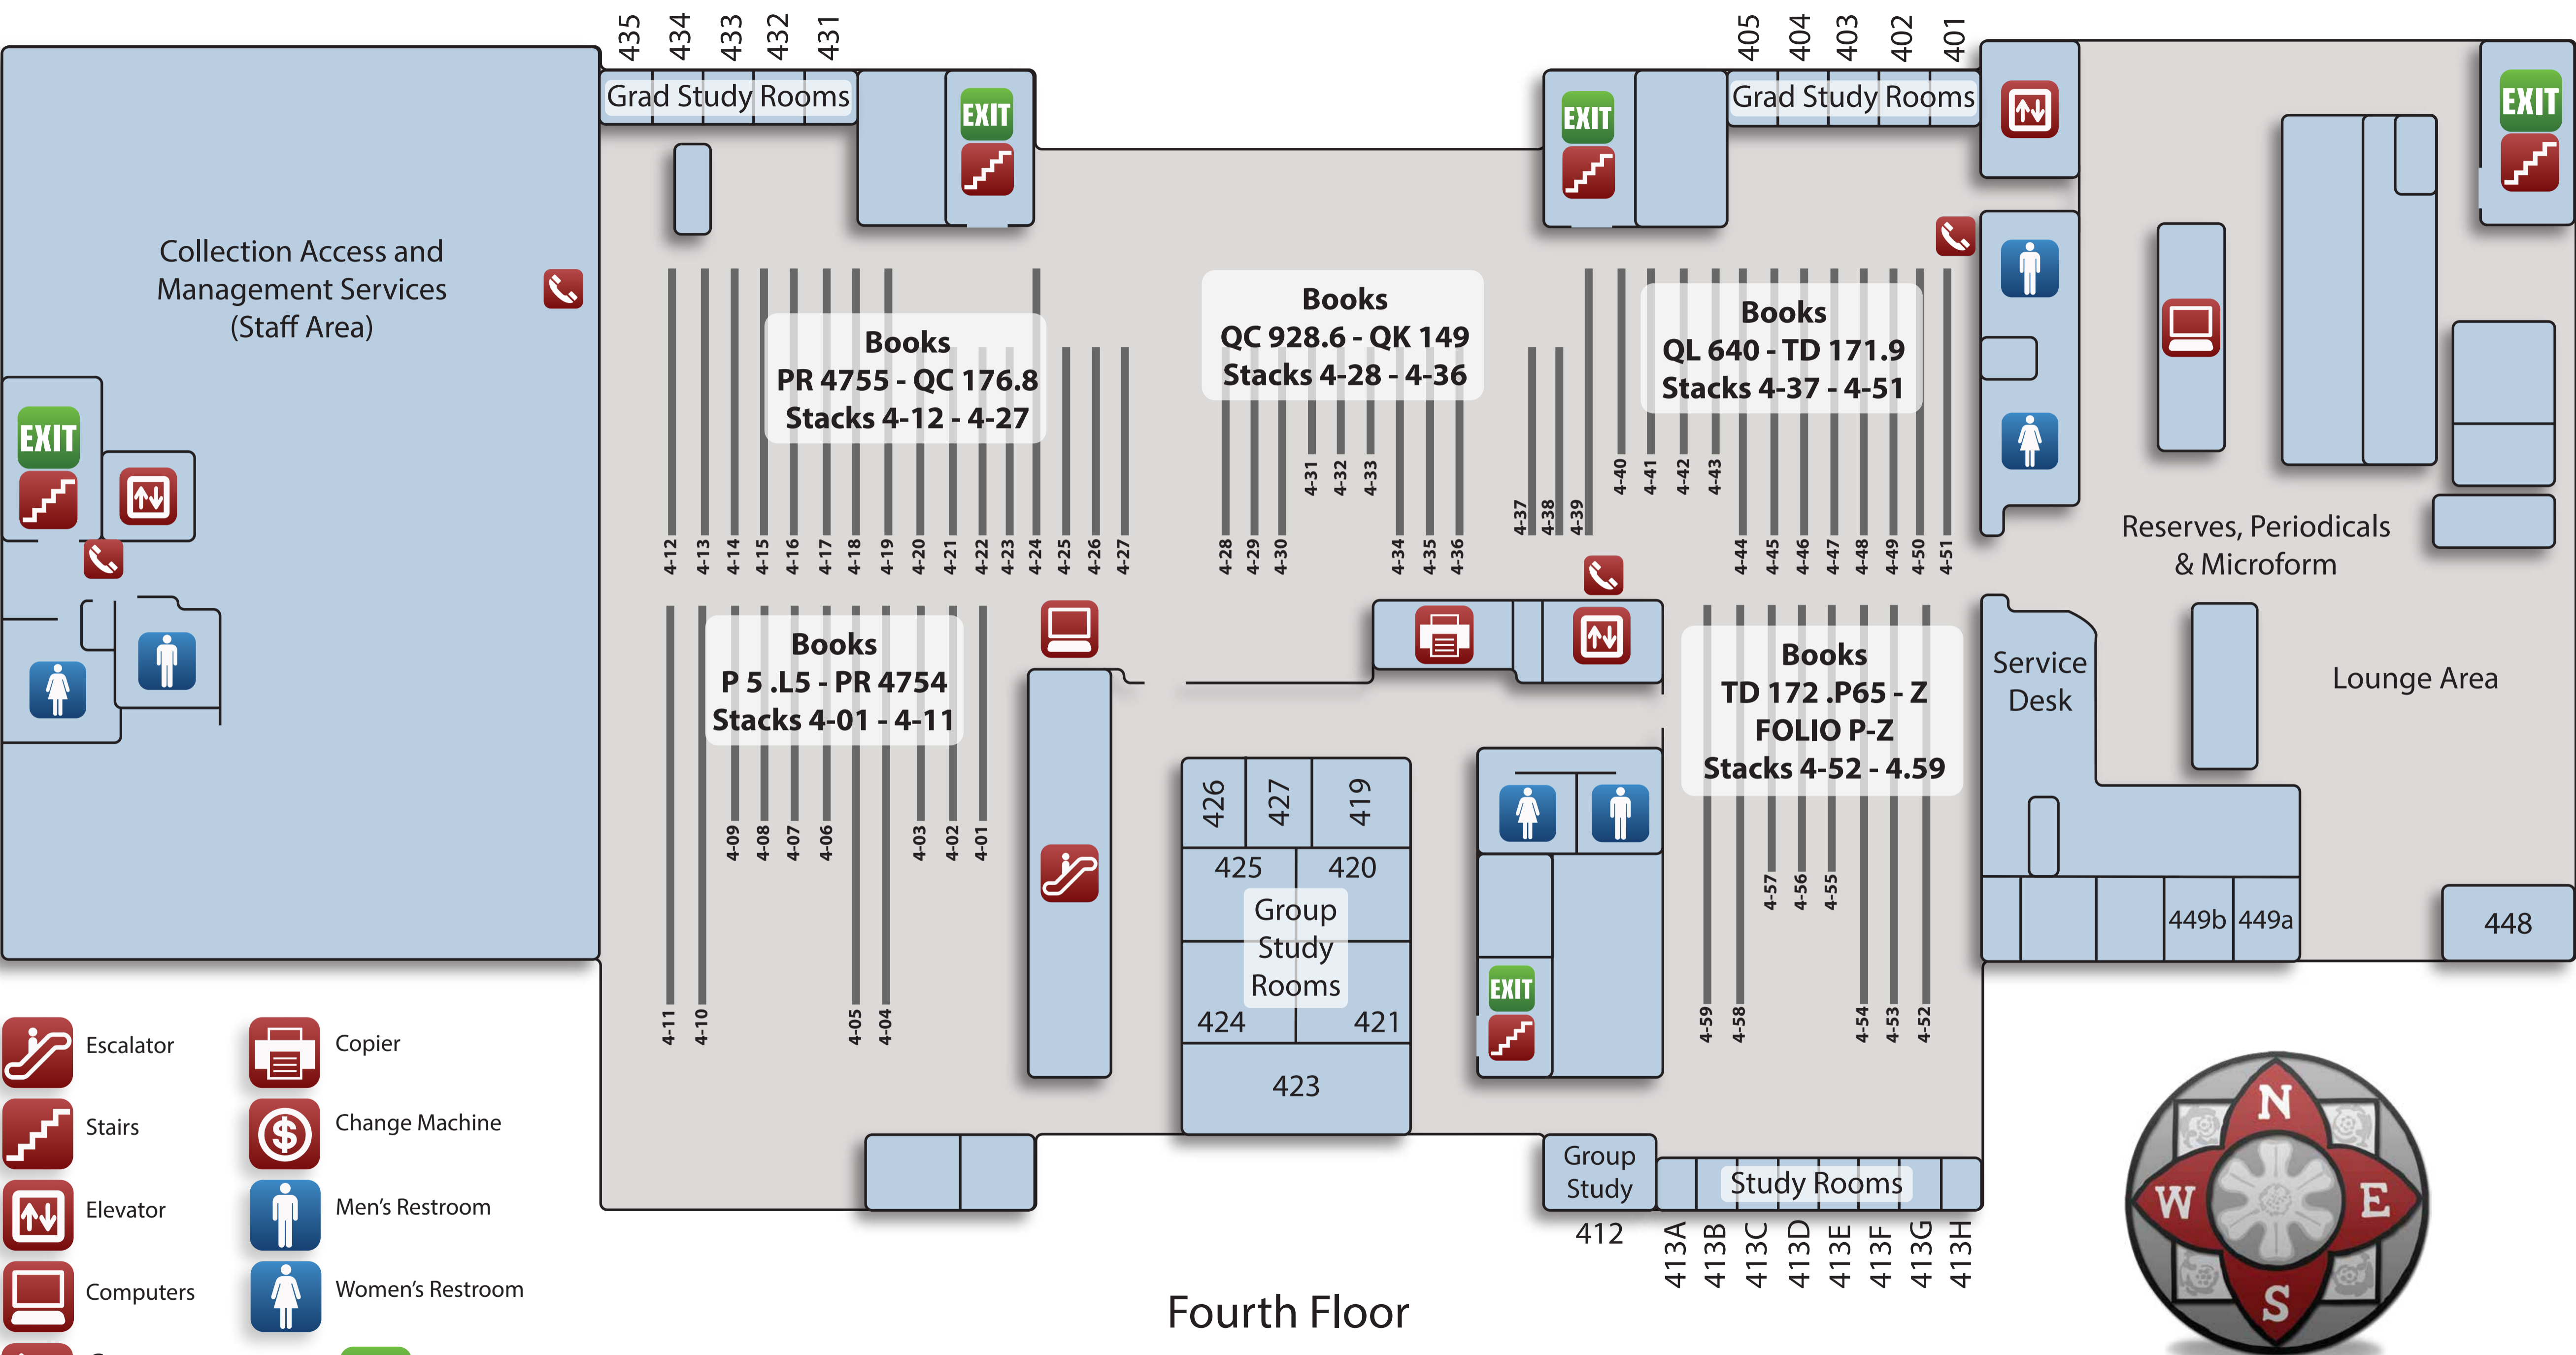 435
434
433
432
431
405
404
403
402
401
Grad Study Rooms
EXIT
EXIT
Grad Study Rooms
EXIT
Collection Access and
Management Services
(Staff Area)
Books
PR 4755 - QC 176.8
Stacks 4-12 - 4-27
Books
QC 928.6 - QK 149
Stacks 4-28 - 4-36
Books
QL 640 - TD 171.9
Stacks 4-37 - 4-51
EXIT
4-31
4-32
4-33
4-40
4-41
4-42
4-43
4-37
4-38
4-39
4-12
4-13
4-14
4-15
4-16
4-17
4-18
4-19
4-20
4-21
4-22
4-23
4-24
4-25
4-26
4-27
4-28
4-29
4-30
4-34
4-35
4-36
4-44
4-45
4-46
4-47
4-48
4-49
4-50
4-51
Reserves, Periodicals
& Microform
Books
P 5 .L5 - PR 4754
Stacks 4-01 - 4-11
Books
TD 172 .P65 - Z
FOLIO P-Z
Stacks 4-52 - 4.59
Service
Desk
Lounge Area
4-09
4-08
4-07
4-06
4-03
4-02
4-01
426
427
419
425
420
Group
Study
Rooms
424
421
423
4-57
4-56
4-55
449b
449a
448
EXIT
4-11
4-10
4-05
4-04
4-59
4-58
4-54
4-53
4-52
Group
Study
412
Study Rooms
413A
413B
413C
413D
413E
413F
413G
413H
Escalator
Copier
Stairs
$
Change Machine
Elevator
Men's Restroom
Computers
Women's Restroom
Fourth Floor
N
W
E
S